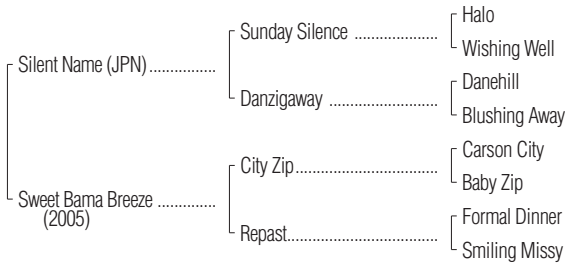 Halo
Sunday Silence ..................
Wishing Well
Silent Name (JPN)...............
Danehill
Danzigaway .......................
Blushing Away
Carson City
City Zip..............................
Baby Zip
Sweet Bama Breeze .............
(2005)
Formal Dinner
Repast................................
Smiling Missy